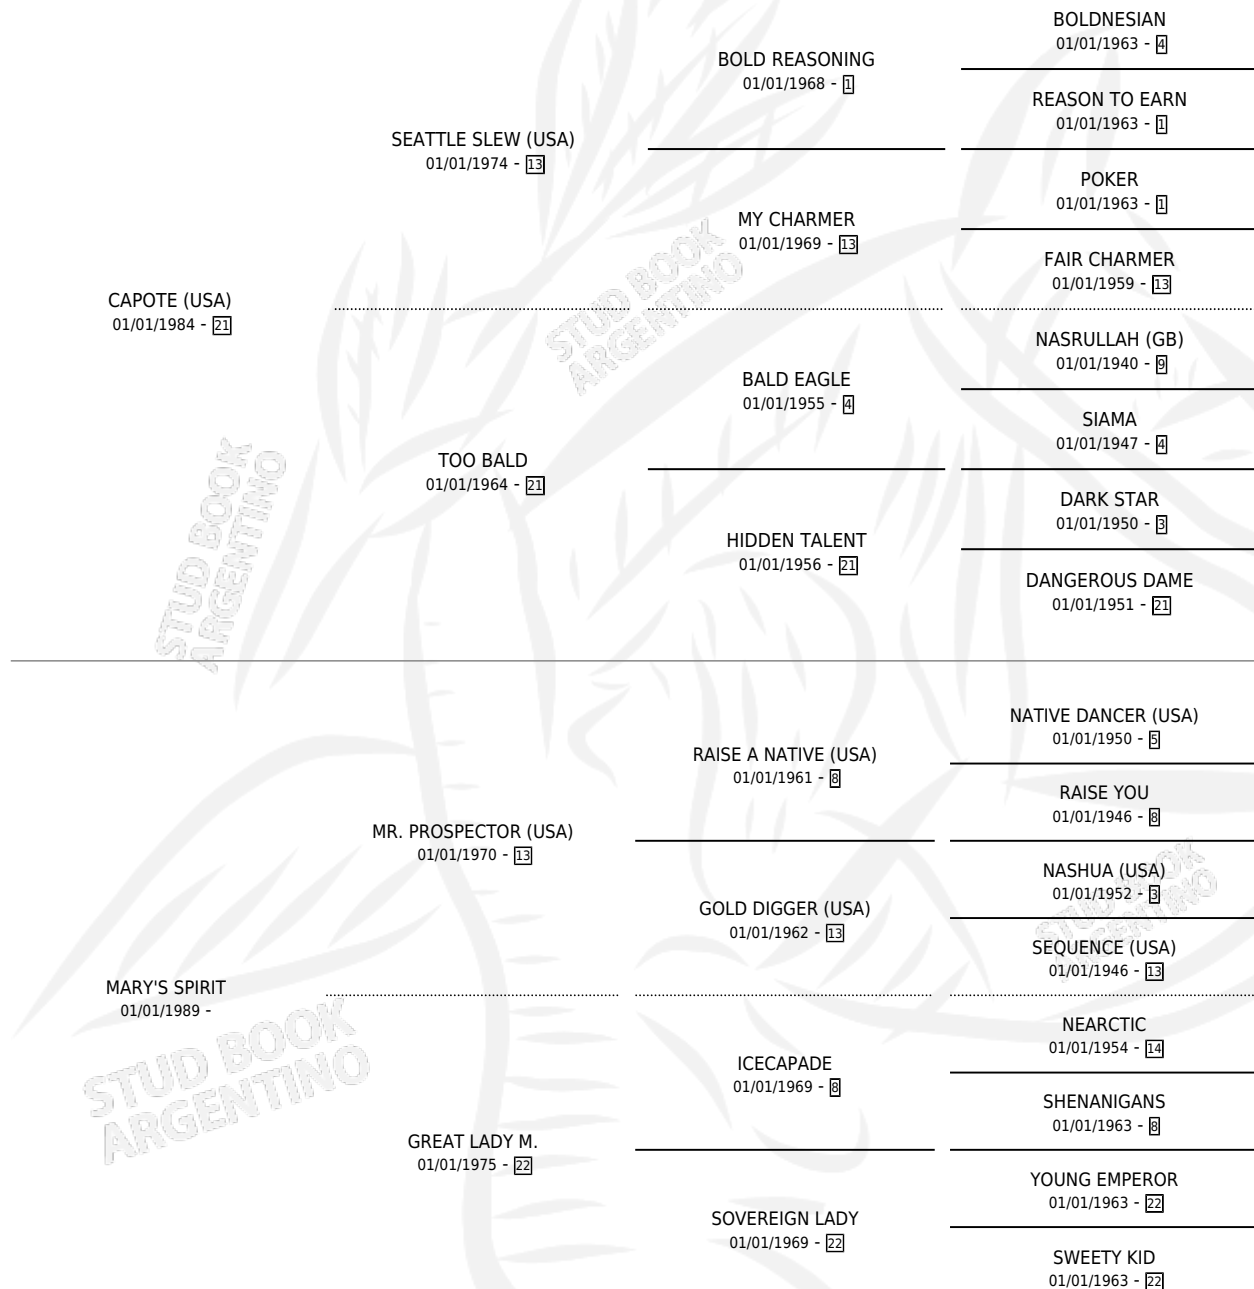 BOLDNESIAN
01/01/1963 - 4
BOLD REASONING
01/01/1968 - 1
REASON TO EARN
01/01/1963 - 1
SEATTLE SLEW (USA)
01/01/1974 - 13
POKER
01/01/1963 - 1
MY CHARMER
01/01/1969 - 13
FAIR CHARMER
01/01/1959 - 13
CAPOTE (USA)
01/01/1984 - 21
NASRULLAH (GB)
01/01/1940 - 9
BALD EAGLE
01/01/1955 - 4
SIAMA
01/01/1947 - 4
TOO BALD
01/01/1964 - 21
DARK STAR
01/01/1950 - 3
HIDDEN TALENT
01/01/1956 - 21
DANGEROUS DAME
01/01/1951 - 21
NATIVE DANCER (USA)
01/01/1950 - 5
RAISE A NATIVE (USA)
01/01/1961 - 8
RAISE YOU
01/01/1946 - 8
MR. PROSPECTOR (USA)
01/01/1970 - 13
NASHUA (USA)
01/01/1952 - 3
GOLD DIGGER (USA)
01/01/1962 - 13
SEQUENCE (USA)
01/01/1946 - 13
MARY'S SPIRIT
01/01/1989 -
NEARCTIC
01/01/1954 - 14
ICECAPADE
01/01/1969 - 8
SHENANIGANS
01/01/1963 - 8
GREAT LADY M.
01/01/1975 - 22
YOUNG EMPEROR
01/01/1963 - 22
SOVEREIGN LADY
01/01/1969 - 22
SWEETY KID
01/01/1963 - 22
STUD BOOK
ARGENTINO
STUD BOOK
ARGENTINO
STUD BOOK
ARGENTINO
STUD BOOK
ARGENTINO